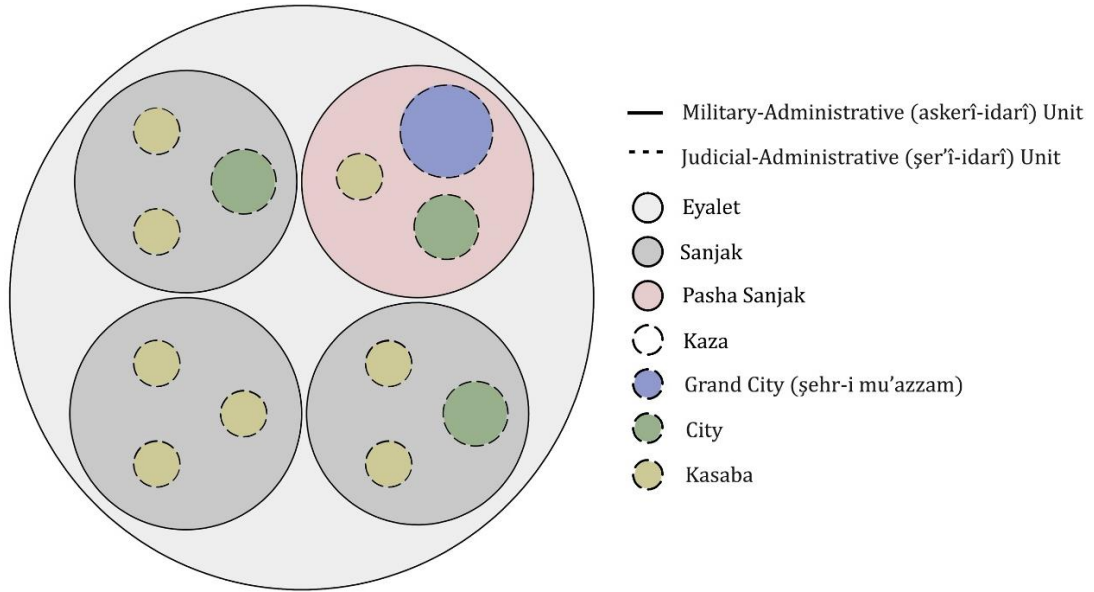 Military-Administrative (askerî-idarî) Unit
Judicial-Administrative (şer’î-idarî) Unit
Eyalet
Sanjak
Pasha Sanjak
Kaza
Grand City (şehr-i mu’azzam)
City
Kasaba